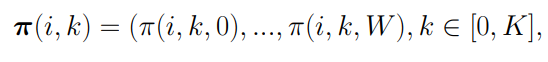 π(i, k) = (π(i, k, 0), ..., π(i, k, W), k ∈ [0, K],